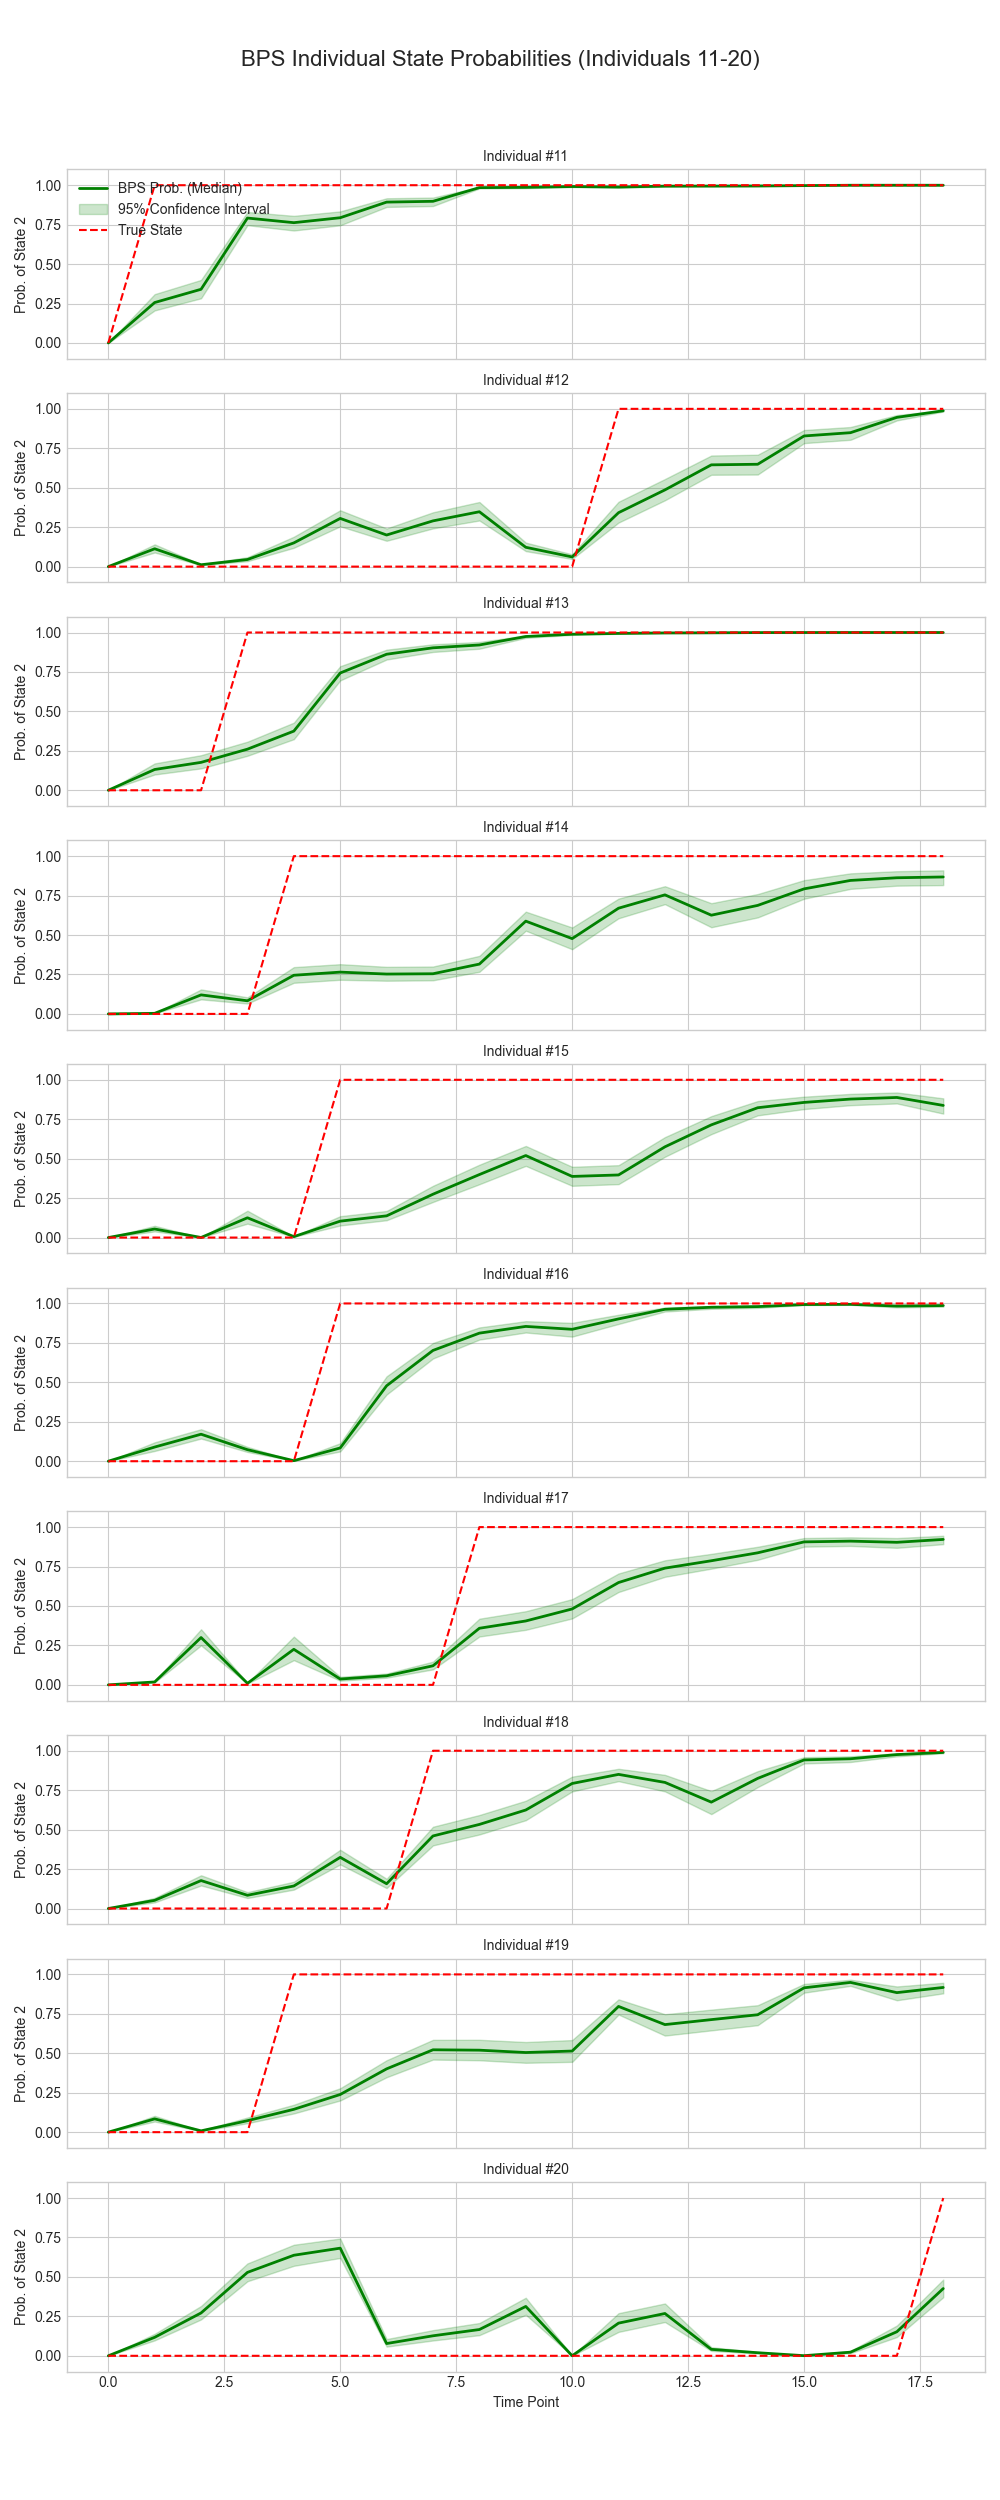 BPS Individual State Probabilities (Individuals 11-20)
Individual #11
Prob. of State 2
1.00
0.75
0.50
0.25
0.00
BPS Prob. (Median)
95% Confidence Interval
True State
Individual #12
Prob. of State 2
1.00
0.75
0.50
0.25
0.00
Individual #13
Prob. of State 2
1.00
0.75
0.50
0.25
0.00
Individual #14
Prob. of State 2
1.00
0.75
0.50
0.25
0.00
Individual #15
Prob. of State 2
1.00
0.75
0.50
0.25
0.00
Individual #16
Prob. of State 2
1.00
0.75
0.50
0.25
0.00
Individual #17
Prob. of State 2
1.00
0.75
0.50
0.25
0.00
Individual #18
Prob. of State 2
1.00
0.75
0.50
0.25
0.00
Individual #19
Prob. of State 2
1.00
0.75
0.50
0.25
0.00
Individual #20
Prob. of State 2
1.00
0.75
0.50
0.25
0.00
0.0 2.5 5.0 7.5 10.0 12.5 15.0 17.5
Time Point